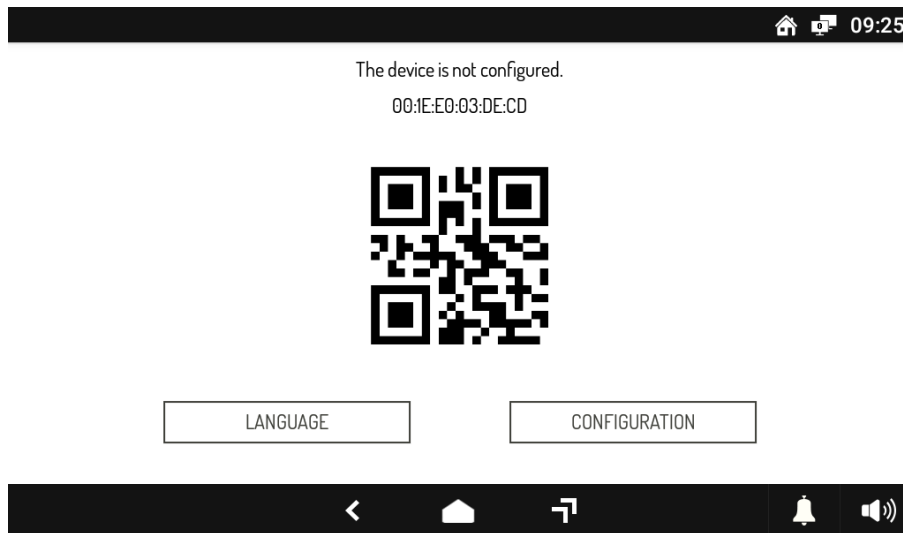 09:25
The device is not configured.
00:1E:E0:03:DE:CD
LANGUAGE
CONFIGURATION